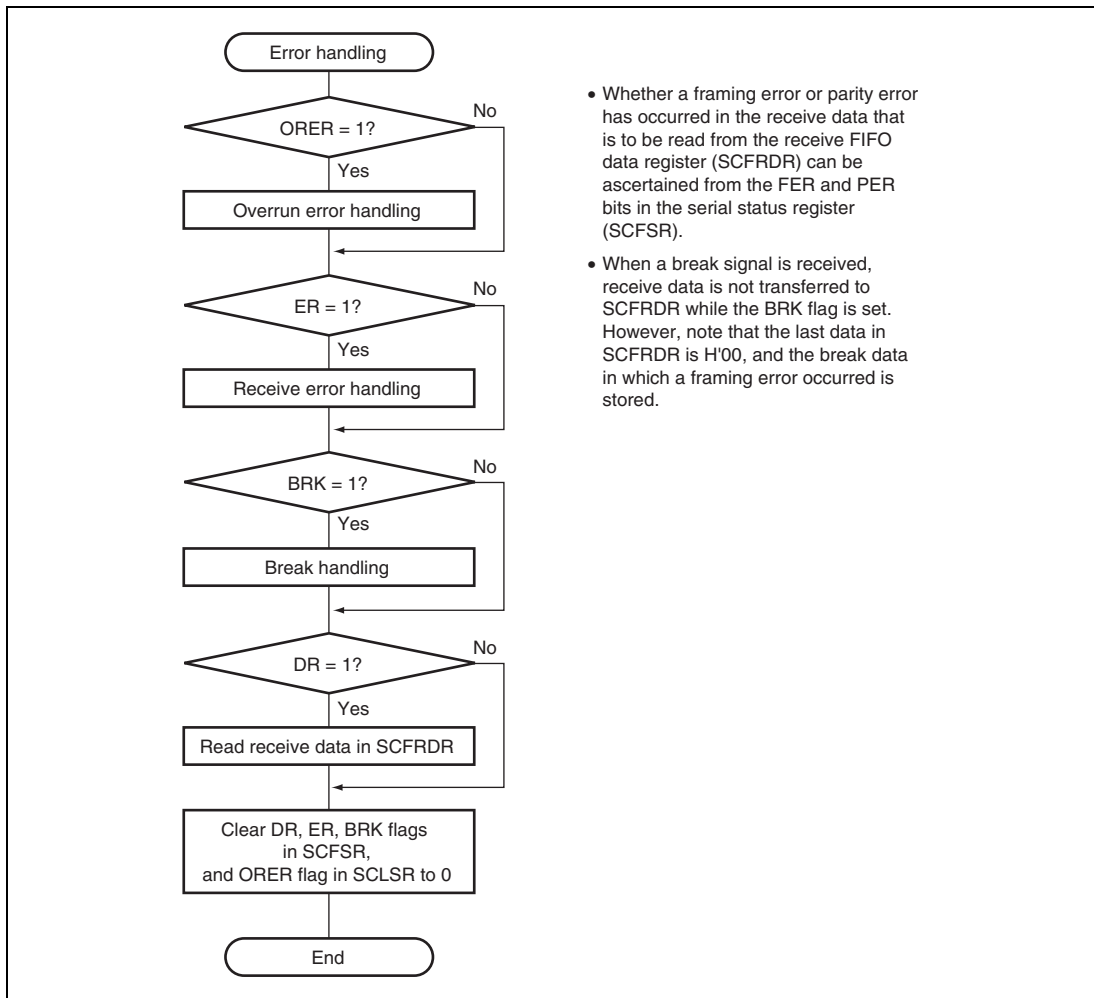 Error handling
ORER = 1?
No
Yes
Overrun error handling
ER = 1?
No
Yes
Receive error handling
BRK = 1?
No
Yes
Break handling
DR = 1?
No
Yes
Read receive data in SCFRDR
Clear DR, ER, BRK flags
in SCFSR,
and ORER flag in SCLSR to 0
End
• Whether a framing error or parity error
has occurred in the receive data that
is to be read from the receive FIFO
data register (SCFRDR) can be
ascertained from the FER and PER
bits in the serial status register
(SCFSR).
• When a break signal is received,
receive data is not transferred to
SCFRDR while the BRK flag is set.
However, note that the last data in
SCFRDR is H'00, and the break data
in which a framing error occurred is
stored.